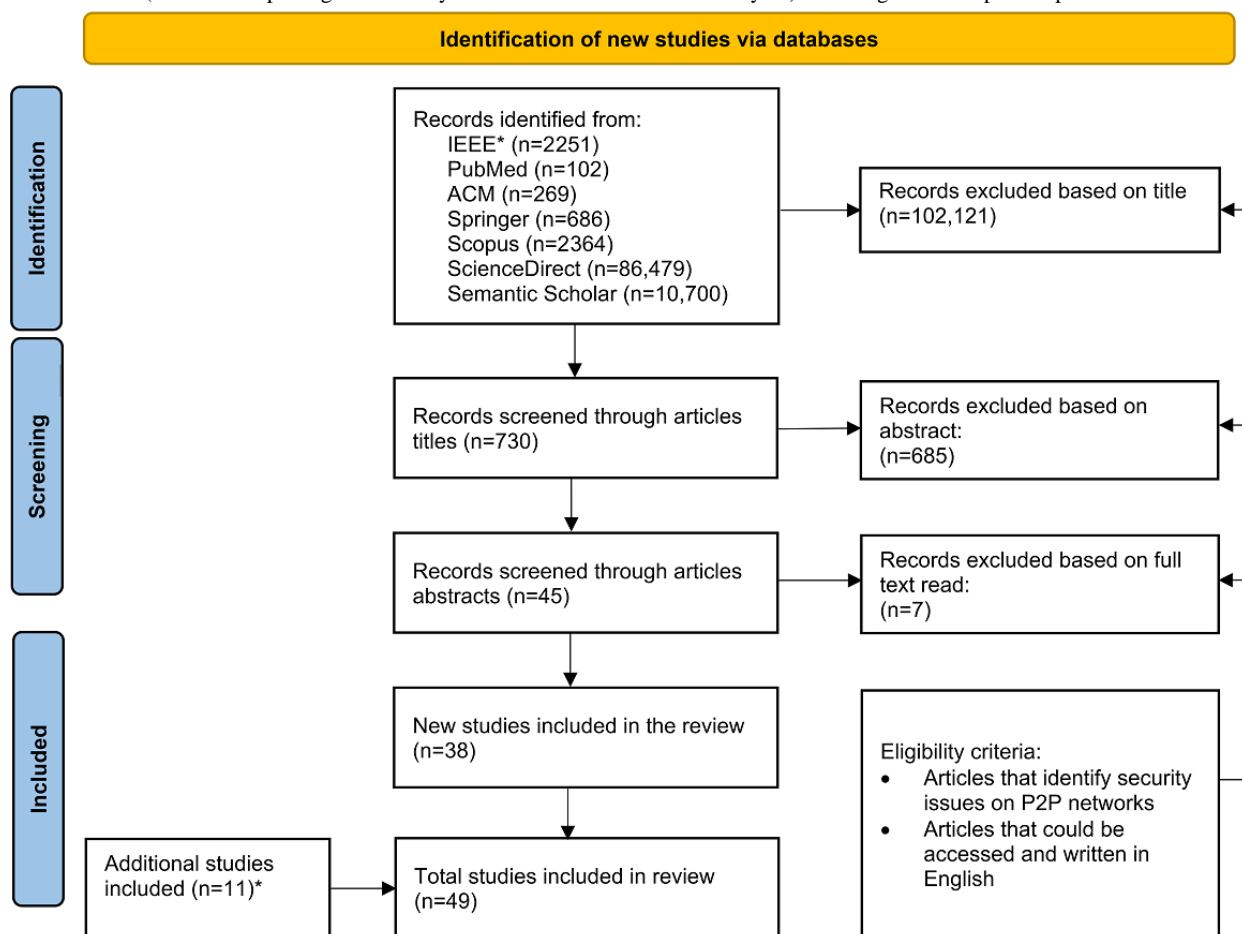 Identification of new studies via databases
Identification
Records identified from:
IEEE* (n=2251)
PubMed (n=102)
ACM (n=269)
Springer (n=686)
Scopus (n=2364)
ScienceDirect (n=86,479)
Semantic Scholar (n=10,700)
Records excluded based on title
(n=102,121)
Screening
Records screened through articles
titles (n=730)
Records excluded based on
abstract:
(n=685)
Records screened through articles
abstracts (n=45)
Records excluded based on full
text read:
(n=7)
Included
New studies included in the review
(n=38)
Eligibility criteria:
• Articles that identify security
issues on P2P networks
• Articles that could be
accessed and written in
English
Additional studies
included (n=11)*
Total studies included in review
(n=49)